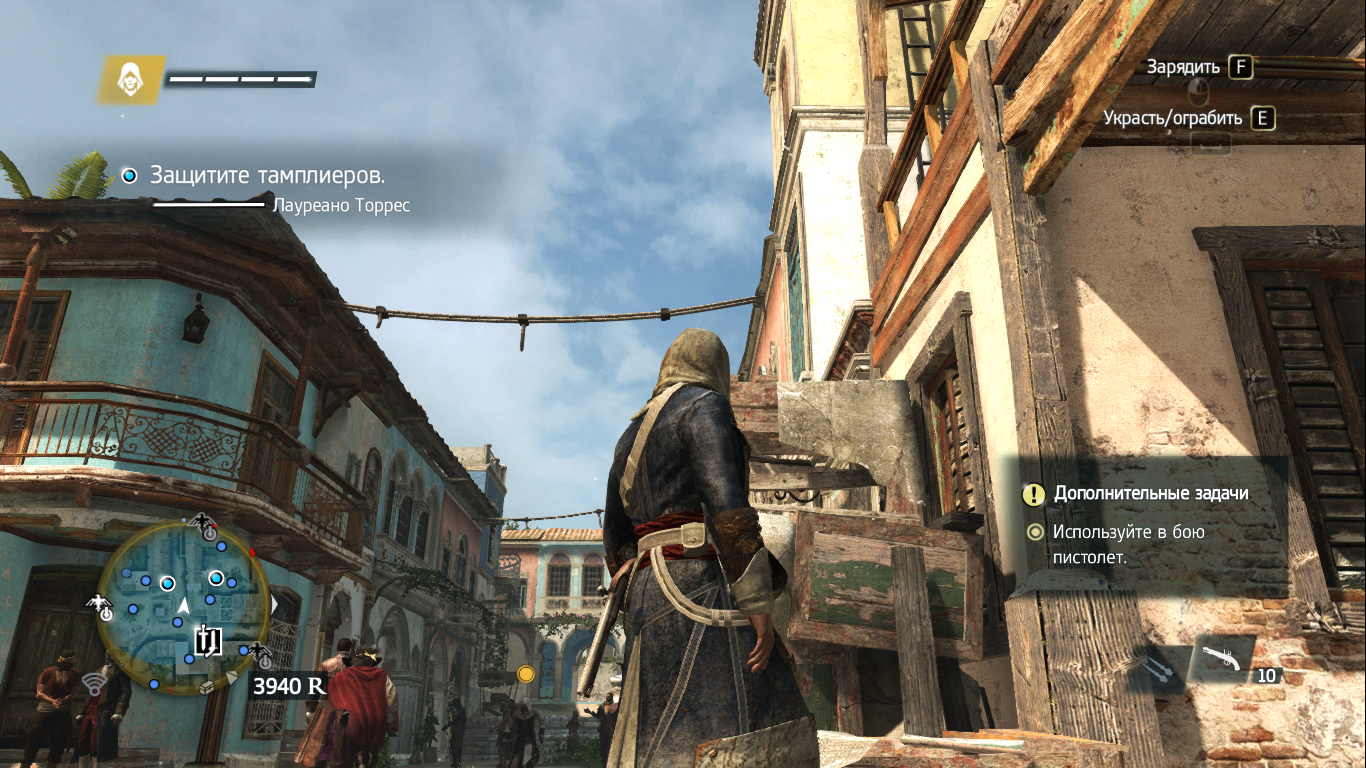 Зарядить F
Украсть/ограбить E
Защитите тамплиеров.
Лауреано Торрес
Дополнительные задачи
Используйте в бою
пистолет.
10
3940 R